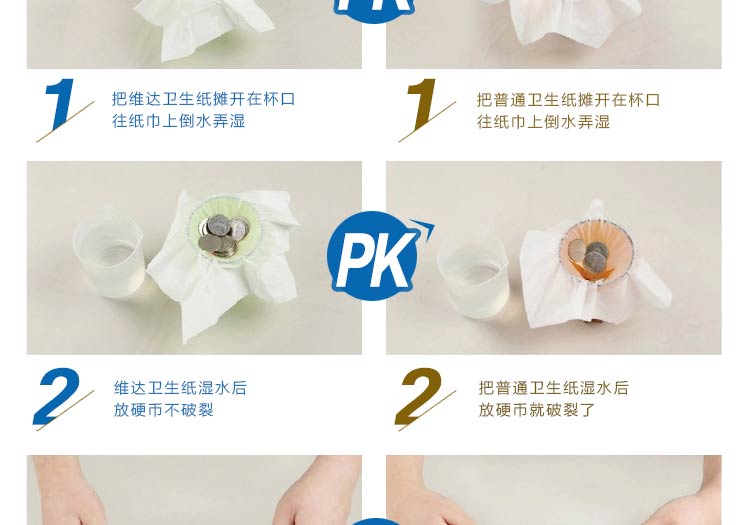 PK
1
把维达卫生纸摊开在杯口
往纸巾上倒水弄湿
1
把普通卫生纸摊开在杯口
往纸巾上倒水弄湿
PK
2
维达卫生纸湿水后
放硬币不破裂
2
把普通卫生纸湿水后
放硬币就破裂了